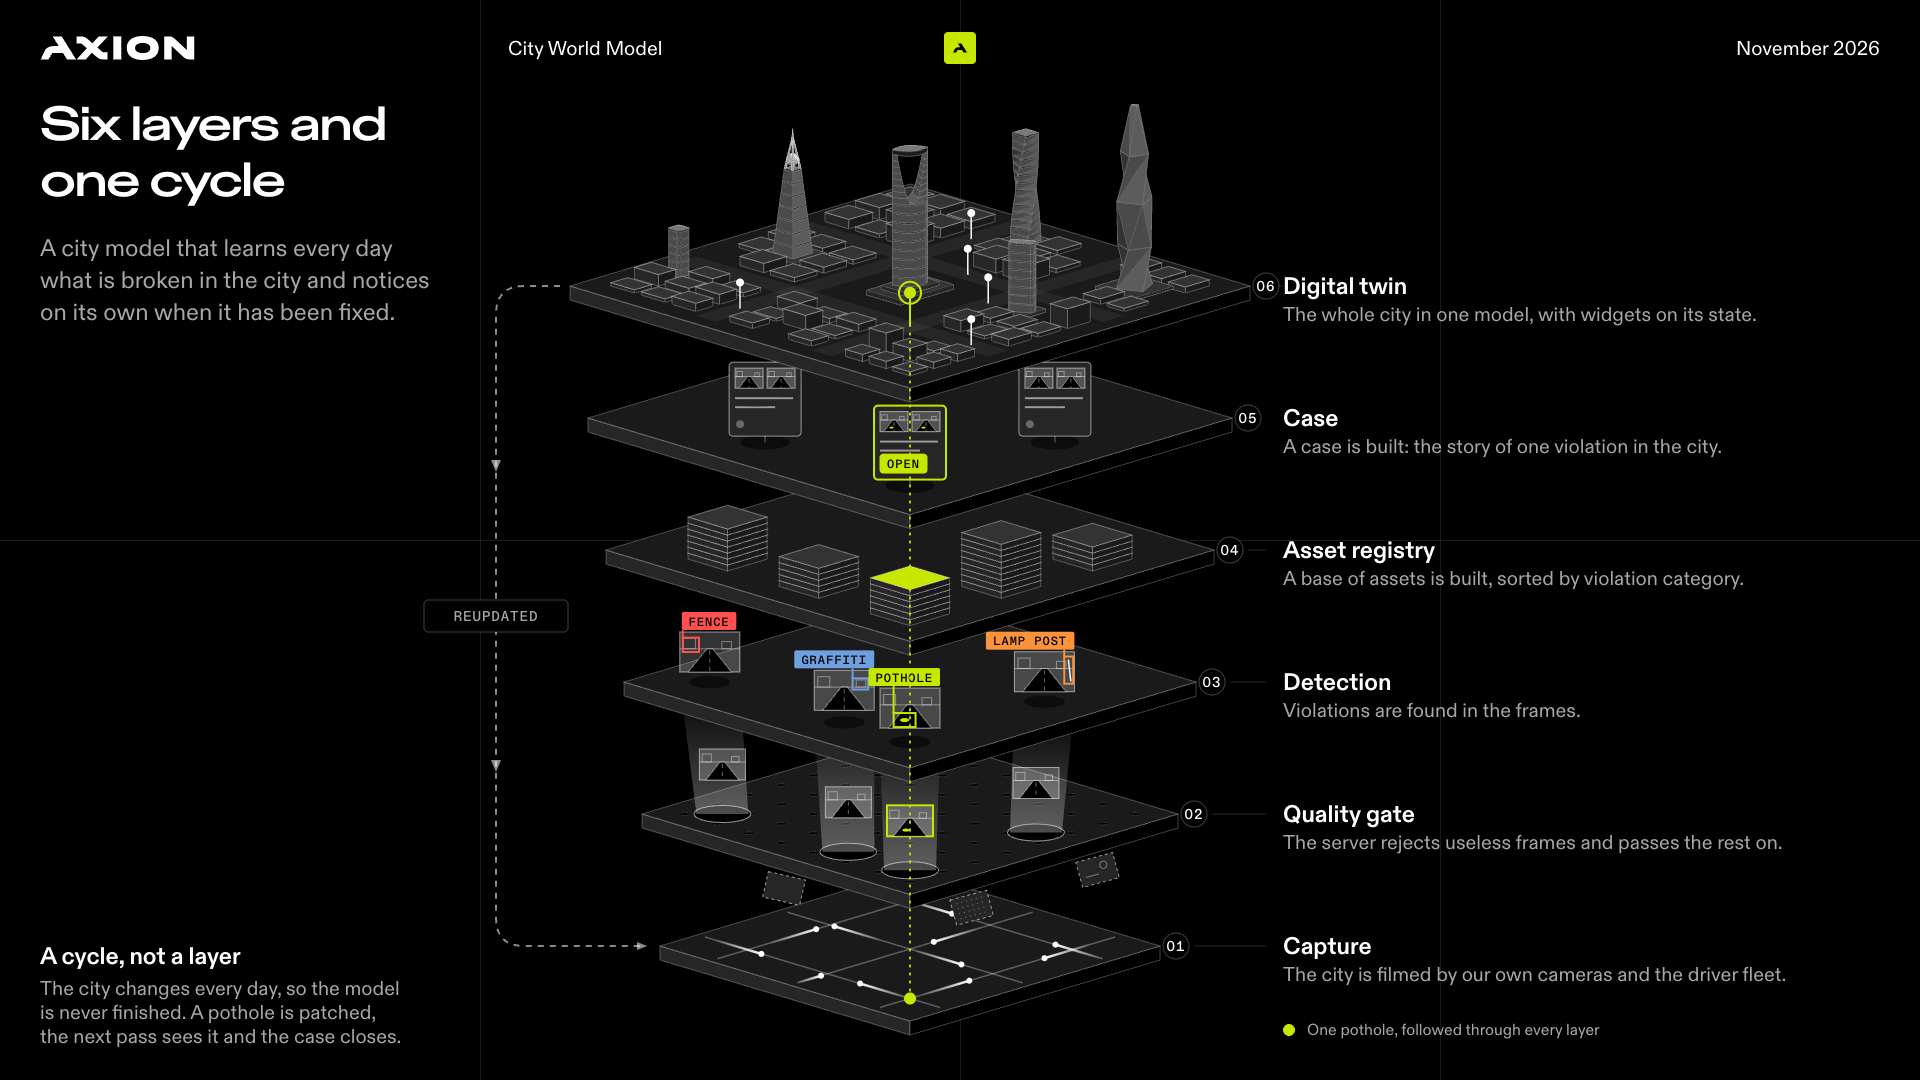 AXION
City World Model
November 2026
Six layers and
one cycle
A city model that learns every day
what is broken in the city and notices
on its own when it has been fixed.
06 Digital twin
The whole city in one model, with widgets on its state.
05 Case
A case is built: the story of one violation in the city.
OPEN
04 Asset registry
A base of assets is built, sorted by violation category.
REUPDATED
FENCE
GRAFFITI
POTHOLE
LAMP POST
03 Detection
Violations are found in the frames.
02 Quality gate
The server rejects useless frames and passes the rest on.
01 Capture
The city is filmed by our own cameras and the driver fleet.
One pothole, followed through every layer
A cycle, not a layer
The city changes every day, so the model
is never finished. A pothole is patched,
the next pass sees it and the case closes.